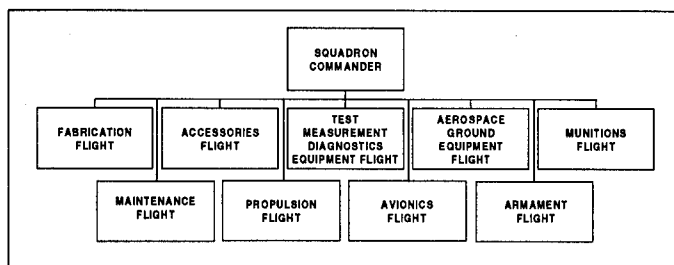 SQUADRON
COMMANDER
FABRICATION
FLIGHT
ACCESSORIES
FLIGHT
TEST
MEASUREMENT
DIAGNOSTICS
EQUIPMENT FLIGHT
AEROSPACE
GROUND
EQUIPMENT
FLIGHT
MUNITIONS
FLIGHT
MAINTENANCE
FLIGHT
PROPULSION
FLIGHT
AVIONICS
FLIGHT
ARMAMENT
FLIGHT